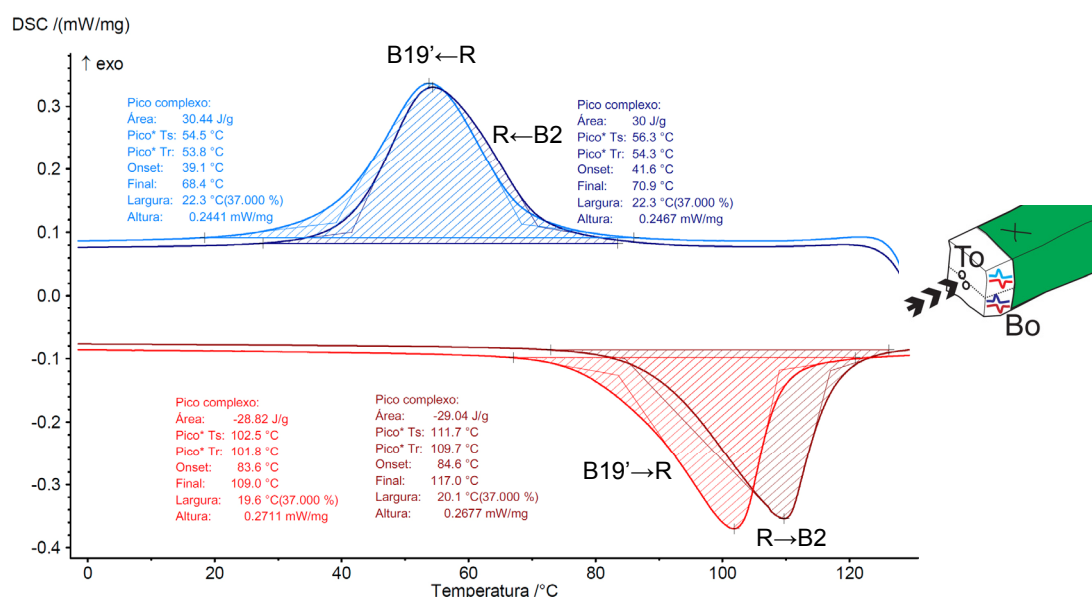 DSC /(mW/mg)
↑ exo
B19’←R
R←B2
Pico complexo:
Área: 30.44 J/g
Pico* Ts: 54.5 °C
Pico* Tr: 53.8 °C
Onset: 39.1 °C
Final: 68.4 °C
Largura: 22.3 °C(37.000 %)
Altura: 0.2441 mW/mg
Pico complexo:
Área: 30 J/g
Pico* Ts: 56.3 °C
Pico* Tr: 54.3 °C
Onset: 41.6 °C
Final: 70.9 °C
Largura: 22.3 °C(37.000 %)
Altura: 0.2467 mW/mg
0.3
0.2
0.1
0.0
-0.1
-0.2
-0.3
-0.4
X
To
Bo
Pico complexo:
Área: -28.82 J/g
Pico* Ts: 102.5 °C
Pico* Tr: 101.8 °C
Onset: 83.6 °C
Final: 109.0 °C
Largura: 19.6 °C(37.000 %)
Altura: 0.2711 mW/mg
Pico complexo:
Área: -29.04 J/g
Pico* Ts: 111.7 °C
Pico* Tr: 109.7 °C
Onset: 84.6 °C
Final: 117.0 °C
Largura: 20.1 °C(37.000 %)
Altura: 0.2677 mW/mg
B19’→R
R→B2
0 20 40 60 80 100 120
Temperatura /°C